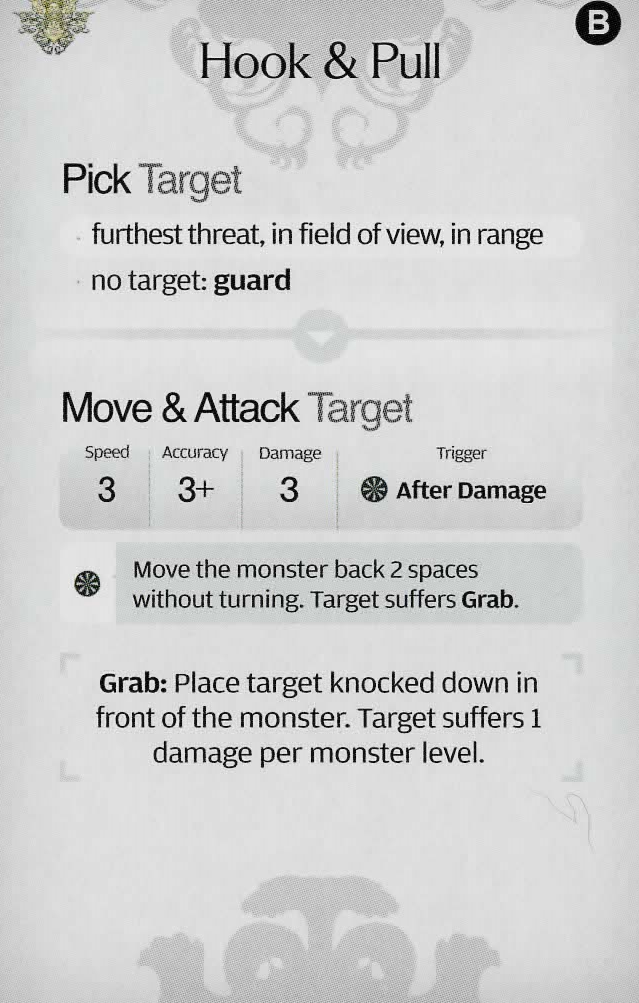 B
Hook & Pull
Pick Target
· furthest threat, in field of view, in range
· no target: guard
Move & Attack Target
Speed Accuracy Damage Trigger
3 3+ 3 After Damage
Move the monster back 2 spaces
without turning. Target suffers Grab.
Grab: Place target knocked down in
front of the monster. Target suffers 1
damage per monster level.